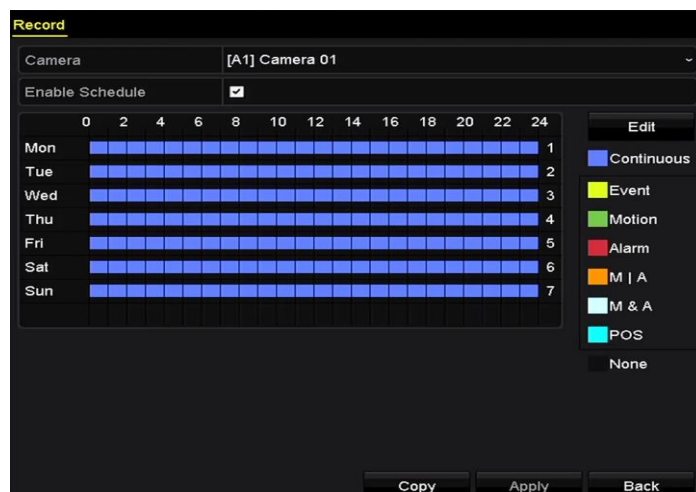 Record
Camera [A1] Camera 01
Enable Schedule
0 2 4 6 8 10 12 14 16 18 20 22 24
Mon 1
Tue 2
Wed 3
Thu 4
Fri 5
Sat 6
Sun 7
Edit
Continuous
Event
Motion
Alarm
M | A
M & A
POS
None
Copy Apply Back